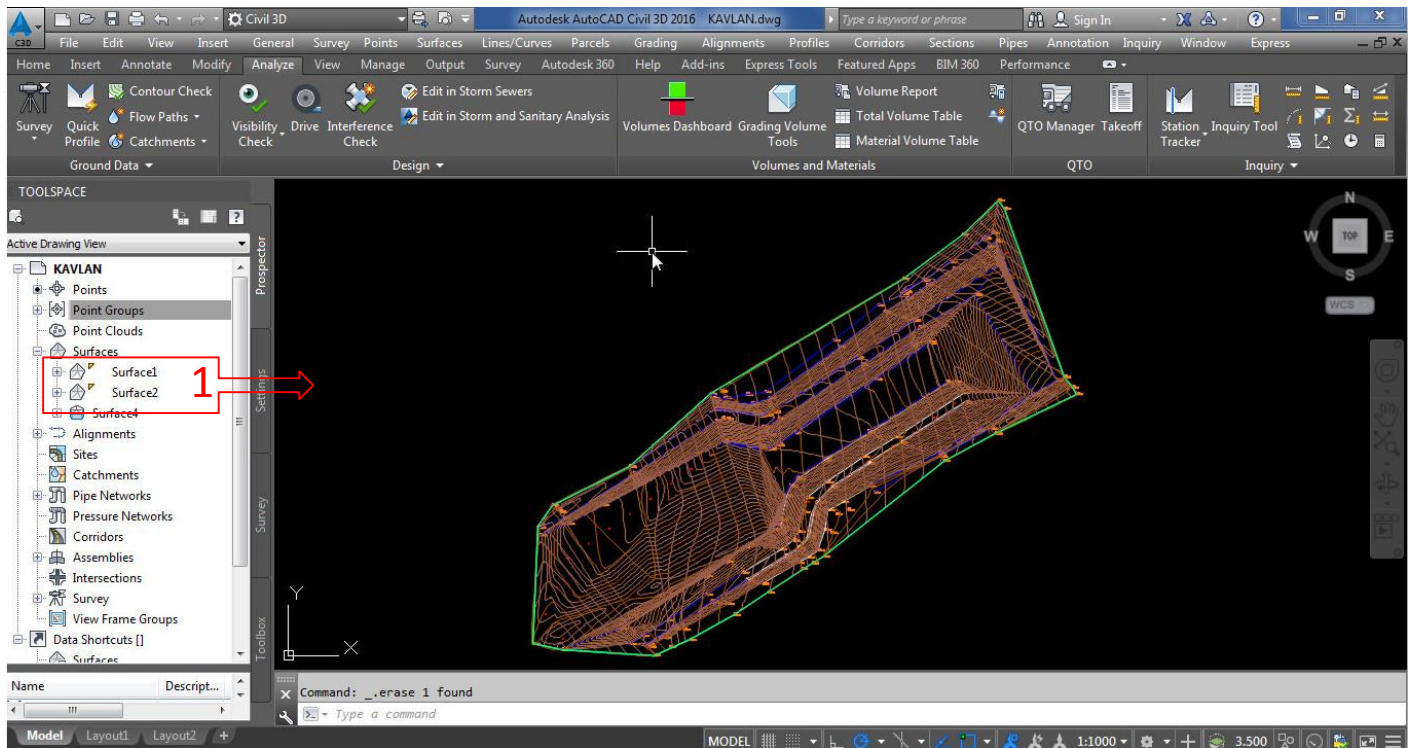 Civil 3D
Autodesk AutoCAD Civil 3D 2016 KAVLAN.dwg
Type a keyword or phrase
Sign In
C3D File Edit View Insert General Survey Points Surfaces Lines/Curves Parcels Grading Alignments Profiles Corridors Sections Pipes Annotation Inquiry Window Express
Home Insert Annotate Modify Analyze View Manage Output Survey Autodesk 360 Help Add-ins Express Tools Featured Apps BIM 360 Performance
Survey
Quick Profile
Contour Check
Flow Paths
Catchments
Ground Data
Visibility Check
Drive
Interference Check
Edit in Storm Sewers
Edit in Storm and Sanitary Analysis
Design
Volumes Dashboard
Grading Volume Tools
Volume Report
Total Volume Table
Material Volume Table
Volumes and Materials
QTO Manager
Takeoff
QTO
Station Tracker
Inquiry Tool
Inquiry
TOOLSPACE
Active Drawing View
KAVLAN
Points
Point Groups
Point Clouds
Surfaces
Surface1
Surface2
1
Surface4
Alignments
Sites
Catchments
Pipe Networks
Pressure Networks
Corridors
Assemblies
Intersections
Survey
View Frame Groups
Data Shortcuts []
Surfaces
Name Descript...
Prospector
Settings
Survey
Toolbox
N
W TOP E
S
WCS
Y
X
Command: _.erase 1 found
Type a command
Model Layout1 Layout2 +
MODEL 1:1000 3.500